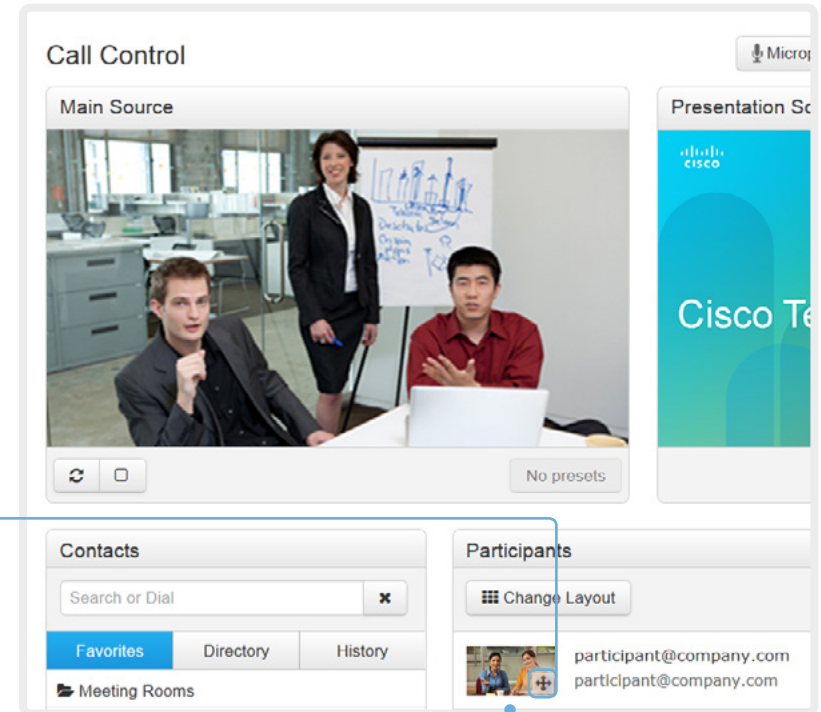 Call Control
Microp
Main Source
Presentation So
CISCO
Cisco Te
No presets
Contacts
Participants
Search or Dial
Change Layout
Favorites Directory History
participant@company.com
participant@company.com
Meeting Rooms